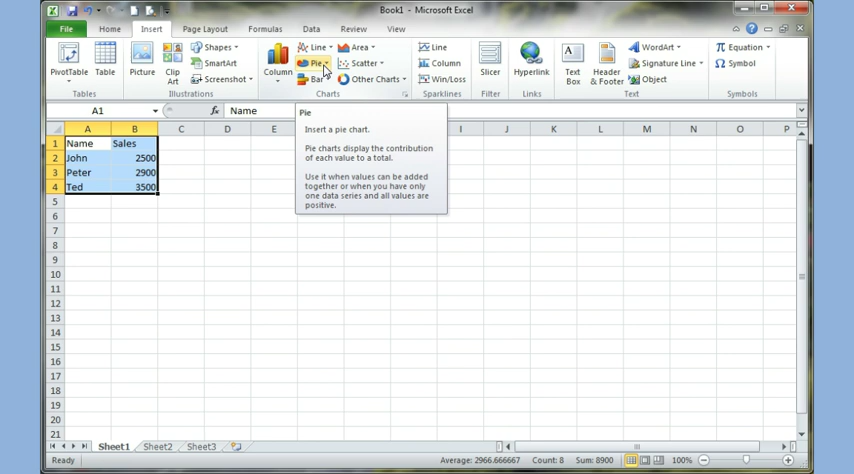 Book1 - Microsoft Excel
File Home Insert Page Layout Formulas Data Review View
PivotTable Table Picture Clip Art Shapes SmartArt Screenshot Column Line Pie Bar Area Scatter Other Charts Line Column Win/Loss Slicer Hyperlink Text Box Header & Footer WordArt Signature Line Object Equation Symbol
Tables Illustrations Charts Sparklines Filter Links Text Symbols
A1 fx Name
Pie
Insert a pie chart.
Pie charts display the contribution
of each value to a total.
Use it when values can be added
together or when you have only
one data series and all values are
positive.
A B C D E I J K L M N O P
1 Name Sales
2 John 2500
3 Peter 2900
4 Ted 3500
5
6
7
8
9
10
11
12
13
14
15
16
17
18
19
20
21
Sheet1 Sheet2 Sheet3
Ready Average: 2966.666667 Count: 8 Sum: 8900 100%